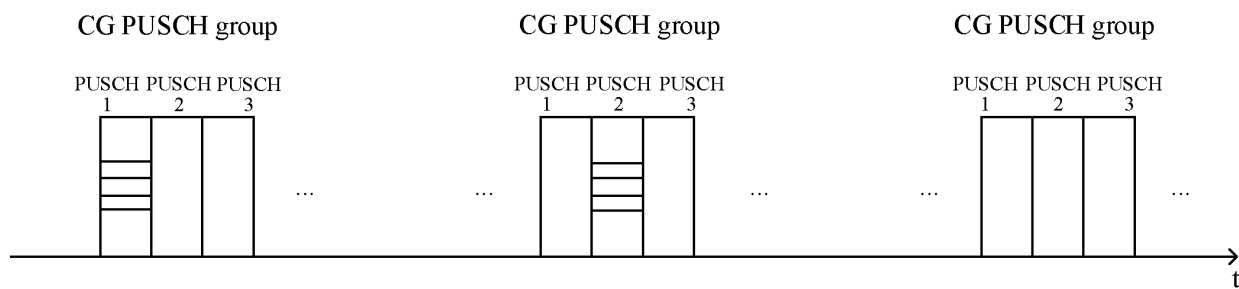 CG PUSCH group CG PUSCH group CG PUSCH group
PUSCH PUSCH PUSCH PUSCH PUSCH PUSCH PUSCH PUSCH PUSCH
1 2 3 1 2 3 1 2 3
... ... ... ... ...
t